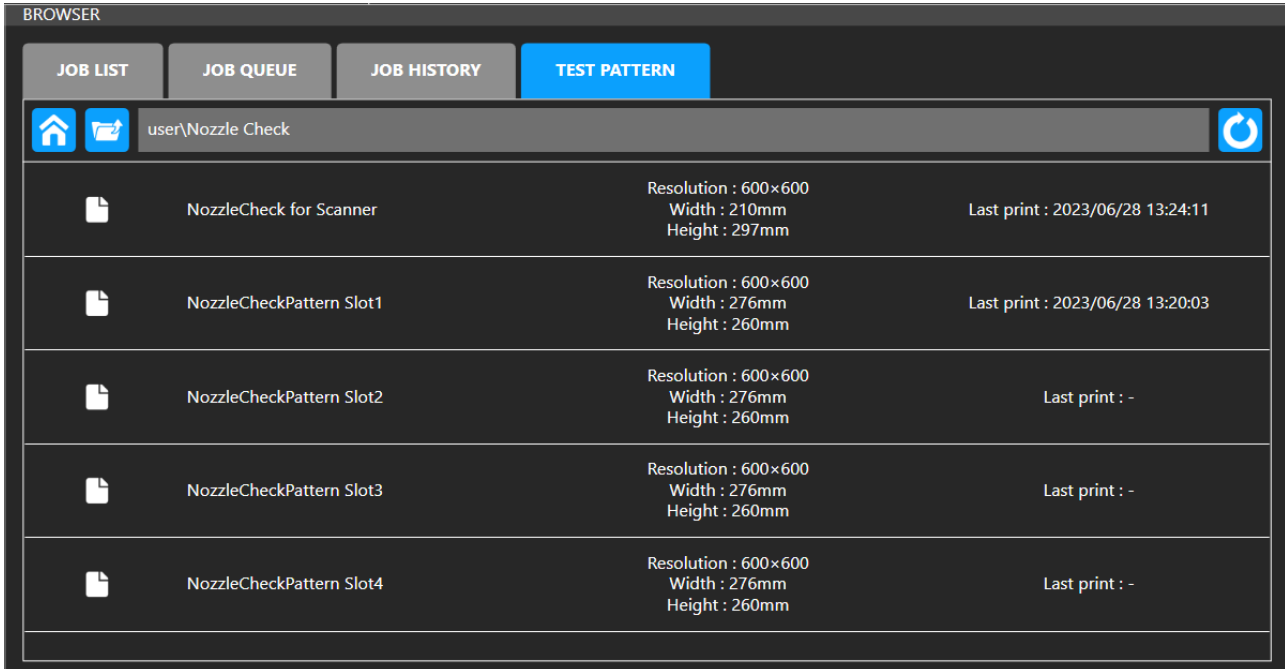 BROWSER
JOB LIST
JOB QUEUE
JOB HISTORY
TEST PATTERN
user\Nozzle Check
NozzleCheck for Scanner
Resolution : 600×600
Width : 210mm
Height : 297mm
Last print : 2023/06/28 13:24:11
NozzleCheckPattern Slot1
Resolution : 600×600
Width : 276mm
Height : 260mm
Last print : 2023/06/28 13:20:03
NozzleCheckPattern Slot2
Resolution : 600×600
Width : 276mm
Height : 260mm
Last print : -
NozzleCheckPattern Slot3
Resolution : 600×600
Width : 276mm
Height : 260mm
Last print : -
NozzleCheckPattern Slot4
Resolution : 600×600
Width : 276mm
Height : 260mm
Last print : -